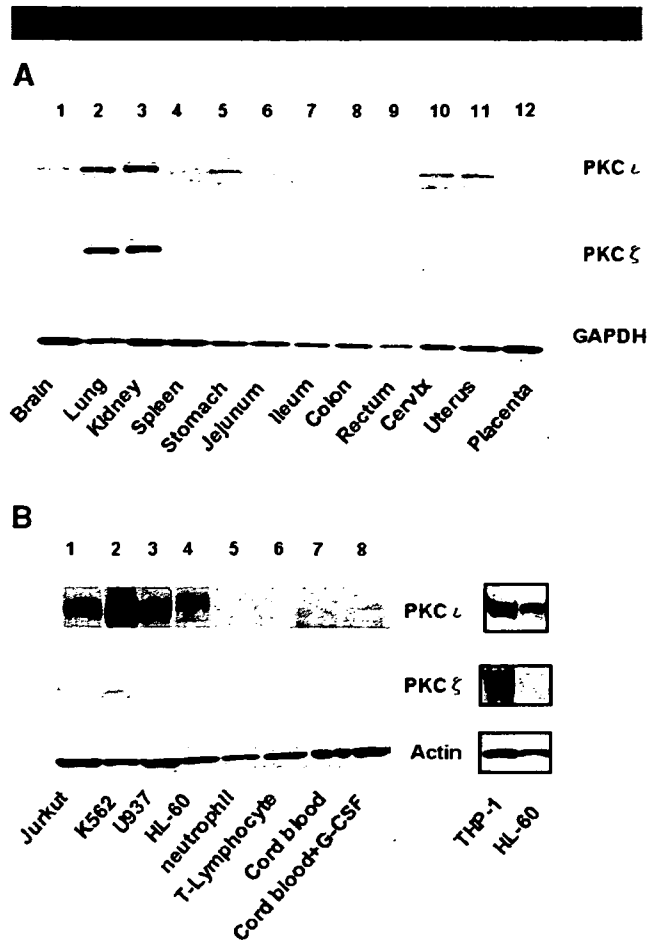 A
1 2 3 4 5 6 7 8 9 10 11 12
PKC ι
PKC ζ
GAPDH
Brain Lung Kidney Spleen Stomach Jejunum Ileum Colon Rectum Cervix Uterus Placenta
B
1 2 3 4 5 6 7 8
PKC ι
PKC ζ
Actin
Jurkut K562 U937 HL-60 neutrophil T-Lymphocyte Cord blood Cord blood+G-CSF THP-1 HL-60